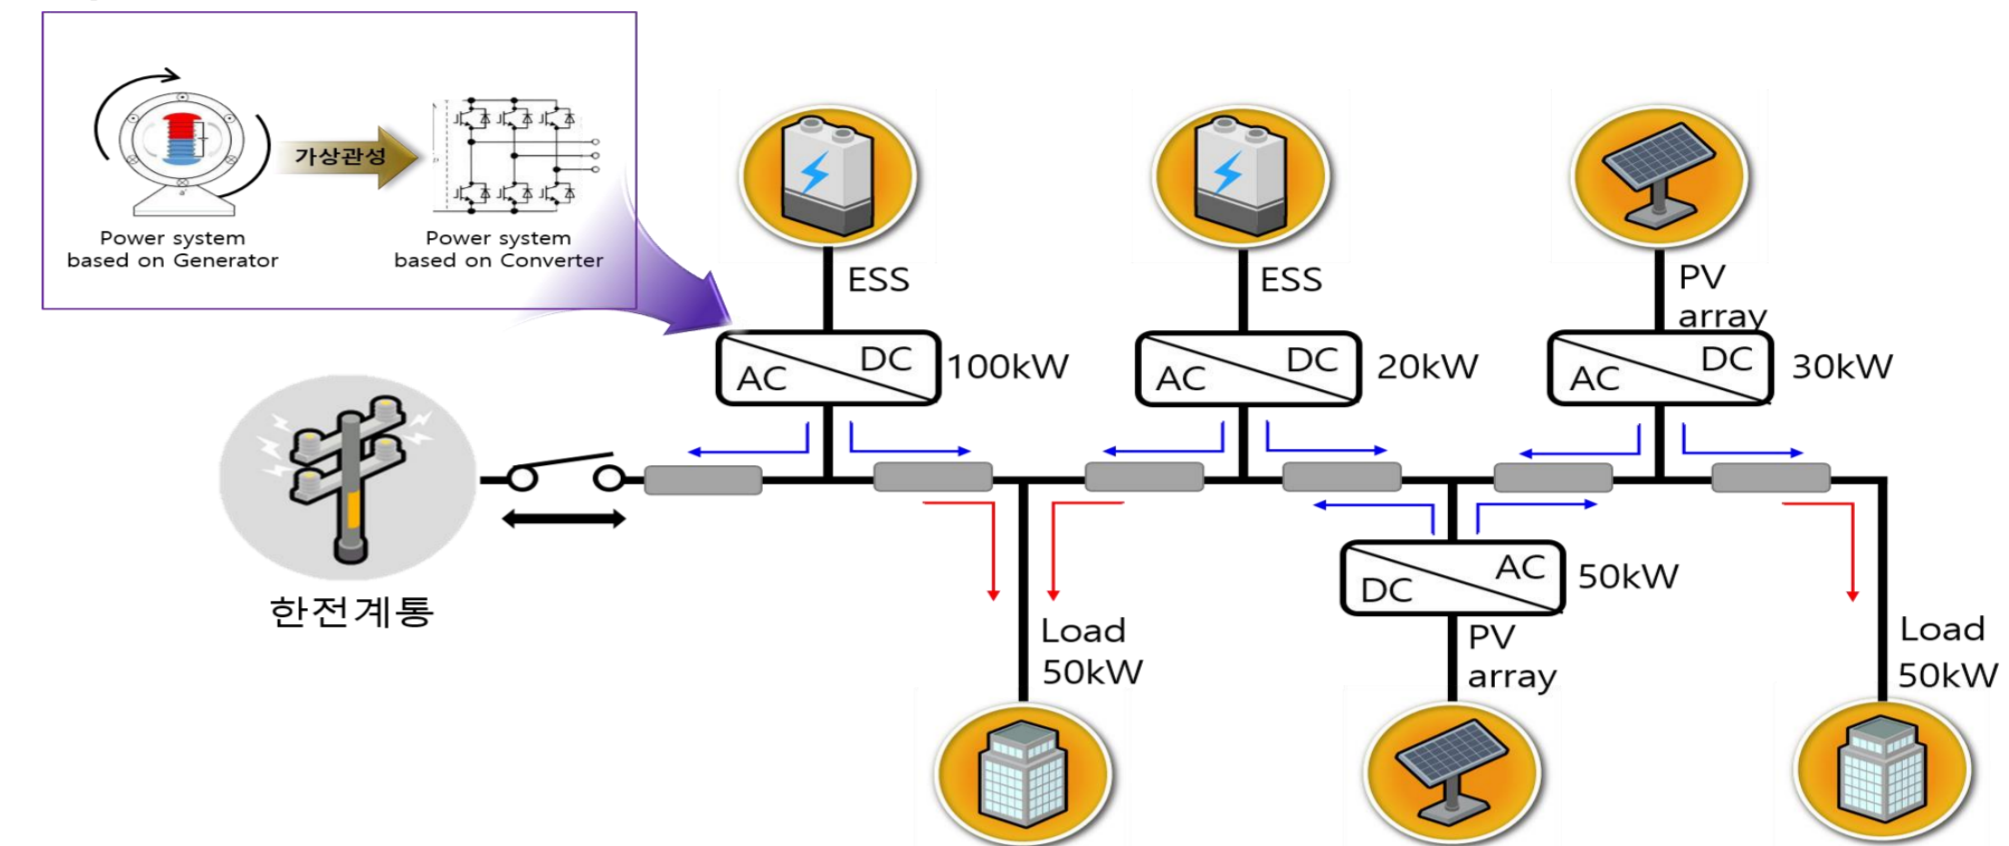 가상관성
Power system
based on Generator
Power system
based on Converter
ESS
ESS
PV
array
AC
DC
100kW
AC
DC
20kW
AC
DC
30kW
한전계통
DC
AC
50kW
Load
50kW
PV
array
Load
50kW